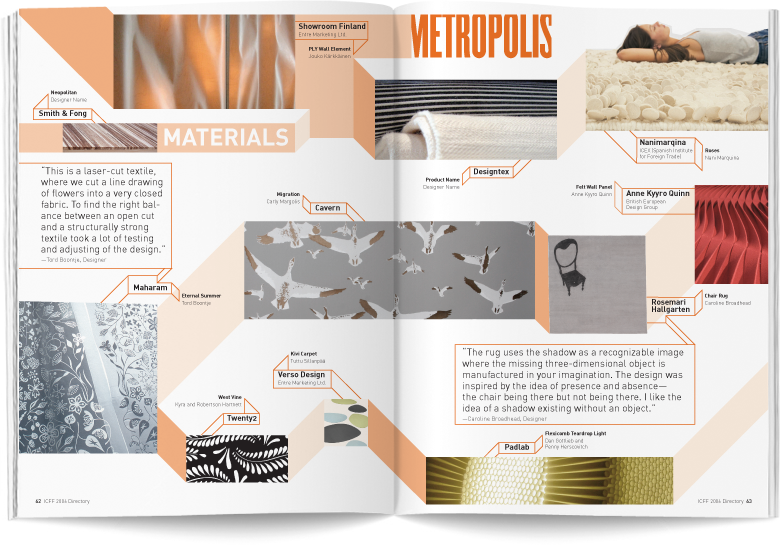 Showroom Finland
Entre Marketing Ltd.
PLY Wall Element
Jouko Kärkkäinen
METROPOLIS
Neopolitan
Designer Name
Smith & Fong
MATERIALS
Nanimarqina
ICEX (Spanish Institute
for Foreign Trade)
Roses
Nani Marquina
Designtex
Product Name
Designer Name
"This is a laser-cut textile,
where we cut a line drawing
of flowers into a very closed
fabric. To find the right bal-
ance between an open cut
and a structurally strong
textile took a lot of testing
and adjusting of the design."
—Tord Boontje, Designer
Migration
Carly Margolis
Cavern
Felt Wall Panel
Anne Kyyro Quinn
Anne Kyyro Quinn
British European
Design Group
Maharam
Eternal Summer
Tord Boontje
Rosemari
Hallgarten
Chair Rug
Caroline Broadhead
"The rug uses the shadow as a recognizable image
where the missing three-dimensional object is
manufactured in your imagination. The design was
inspired by the idea of presence and absence—
the chair being there but not being there. I like the
idea of a shadow existing without an object."
—Caroline Broadhead, Designer
Kivi Carpet
Tuttu Sillanpää
Verso Design
Entre Marketing Ltd.
West Vine
Kyra and Robertson Hartnett
Twenty2
Flexicomb Teardrop Light
Dan Gottlieb and
Penny Herscovitch
Padlab
62 ICFF 2006 Directory
ICFF 2006 Directory 63